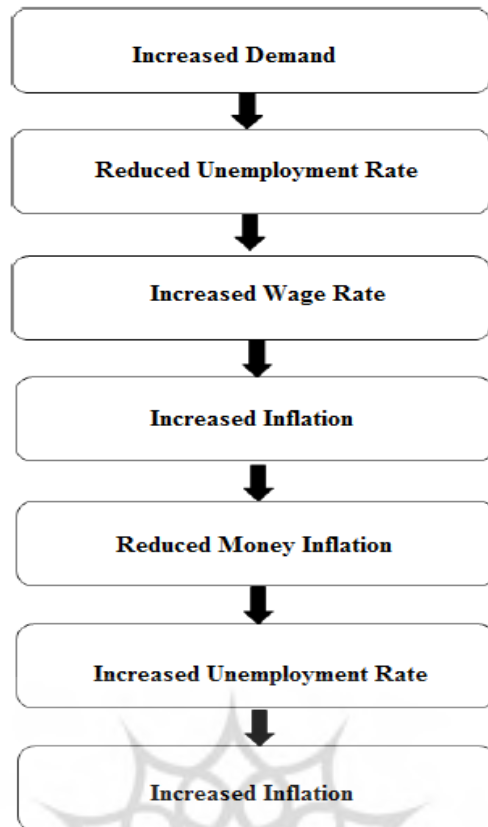 Increased Demand
Reduced Unemployment Rate
Increased Wage Rate
Increased Inflation
Reduced Money Inflation
Increased Unemployment Rate
Increased Inflation